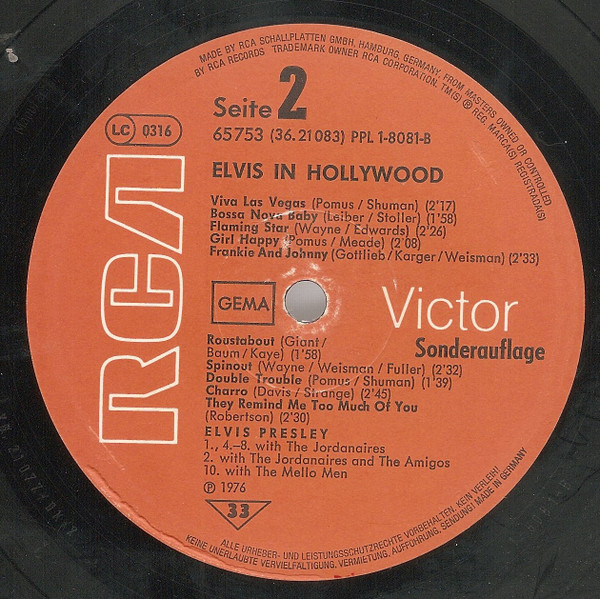 MADE BY RCA SCHALLPLATTEN GMBH, HAMBURG, GERMANY, FROM MASTERS OWNED OR CONTROLLED
BY RCA RECORDS TRADEMARK OWNER RCA CORPORATION, TM(S) ® REG. MARCA(S) REGISTRADA(S)
Seite 2
LC 0316
65753 (36.21083) PPL 1-8081-B
ELVIS IN HOLLYWOOD
Viva Las Vegas (Pomus / Shuman) (2'17)
Bossa Nova Baby (Leiber / Stoller) (1'58)
Flaming Star (Wayne / Edwards) (2'26)
Girl Happy (Pomus / Meade) (2'08)
Frankie And Johnny (Gottlieb / Karger / Weisman) (2'33)
RCA
GEMA
Victor
Sonderauflage
Roustabout (Giant /
Baum / Kaye) (1'58)
Spinout (Wayne / Weisman / Fuller) (2'32)
Double Trouble (Pomus / Shuman) (1'39)
Charro (Davis / Strange) (2'45)
They Remind Me Too Much Of You
(Robertson) (2'30)
ELVIS PRESLEY
1., 4.–8. with The Jordanaires
2. with The Jordanaires and The Amigos
10. with The Mello Men
℗ 1976
33
ALLE URHEBER- UND LEISTUNGSSCHUTZRECHTE VORBEHALTEN, KEIN VERLEIH!
KEINE UNERLAUBTE VERVIELFÄLTIGUNG, VERMIETUNG, AUFFÜHRUNG, SENDUNG! MADE IN GERMANY